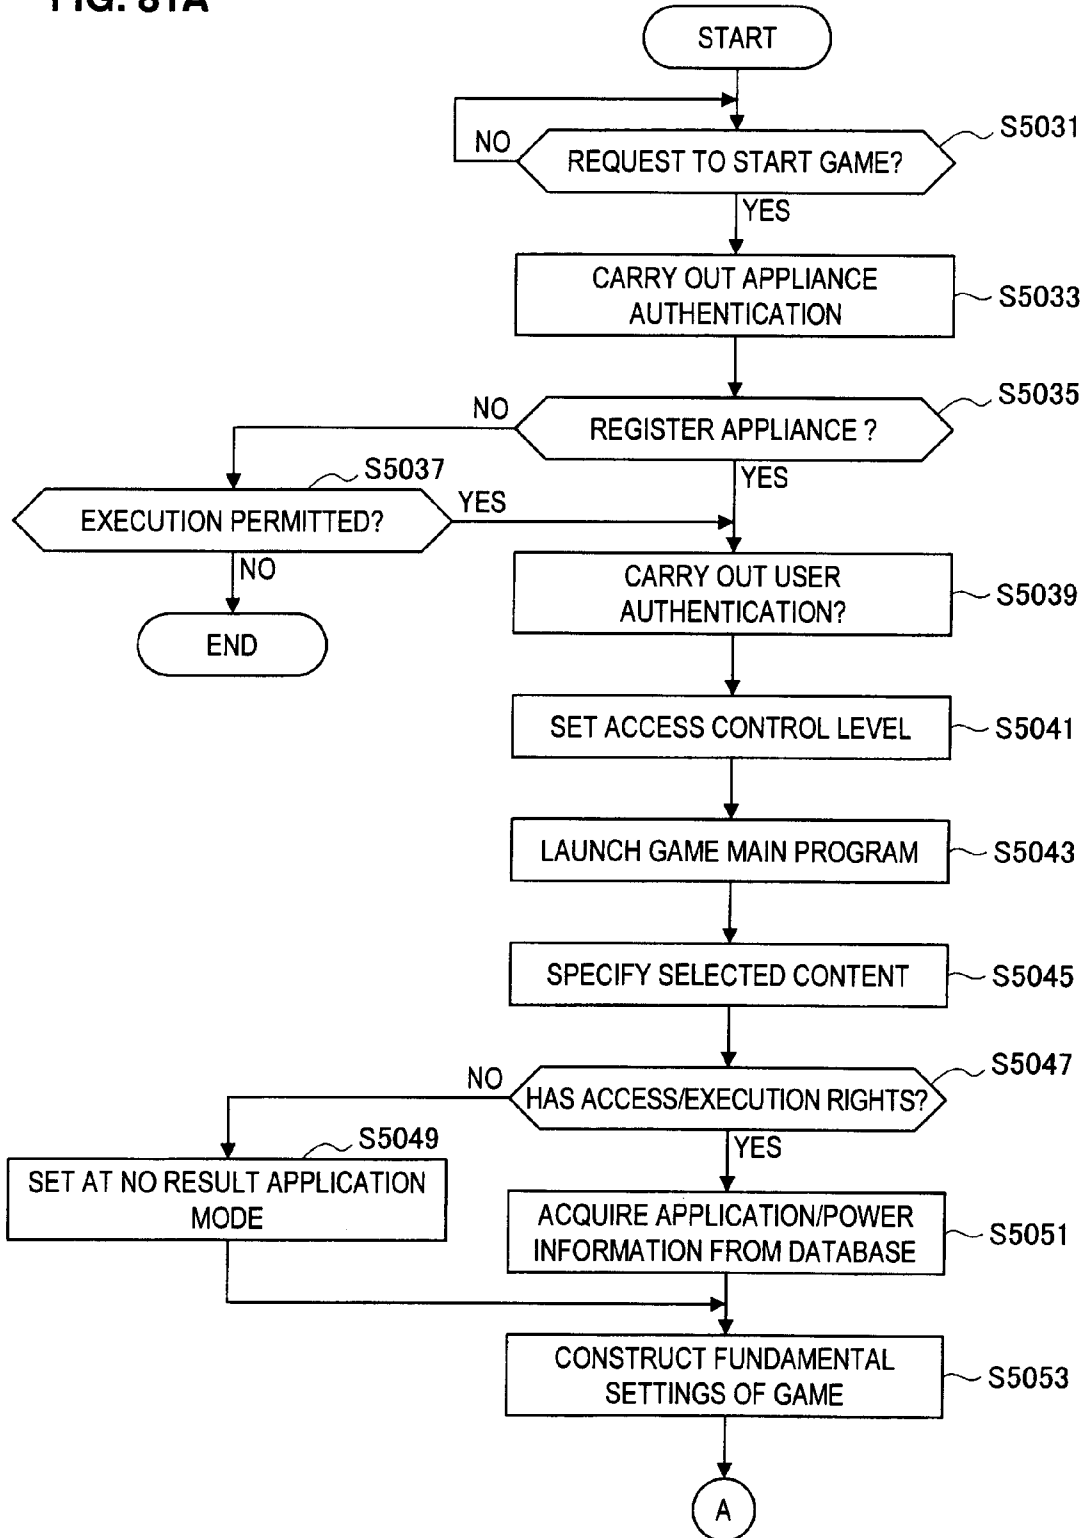 FIG. 81A
START
NO
REQUEST TO START GAME?
S5031
YES
CARRY OUT APPLIANCE
AUTHENTICATION
S5033
NO
REGISTER APPLIANCE ?
S5035
YES
S5037
EXECUTION PERMITTED?
YES
NO
END
CARRY OUT USER
AUTHENTICATION?
S5039
SET ACCESS CONTROL LEVEL
S5041
LAUNCH GAME MAIN PROGRAM
S5043
SPECIFY SELECTED CONTENT
S5045
NO
HAS ACCESS/EXECUTION RIGHTS?
S5047
YES
S5049
SET AT NO RESULT APPLICATION
MODE
ACQUIRE APPLICATION/POWER
INFORMATION FROM DATABASE
S5051
CONSTRUCT FUNDAMENTAL
SETTINGS OF GAME
S5053
A